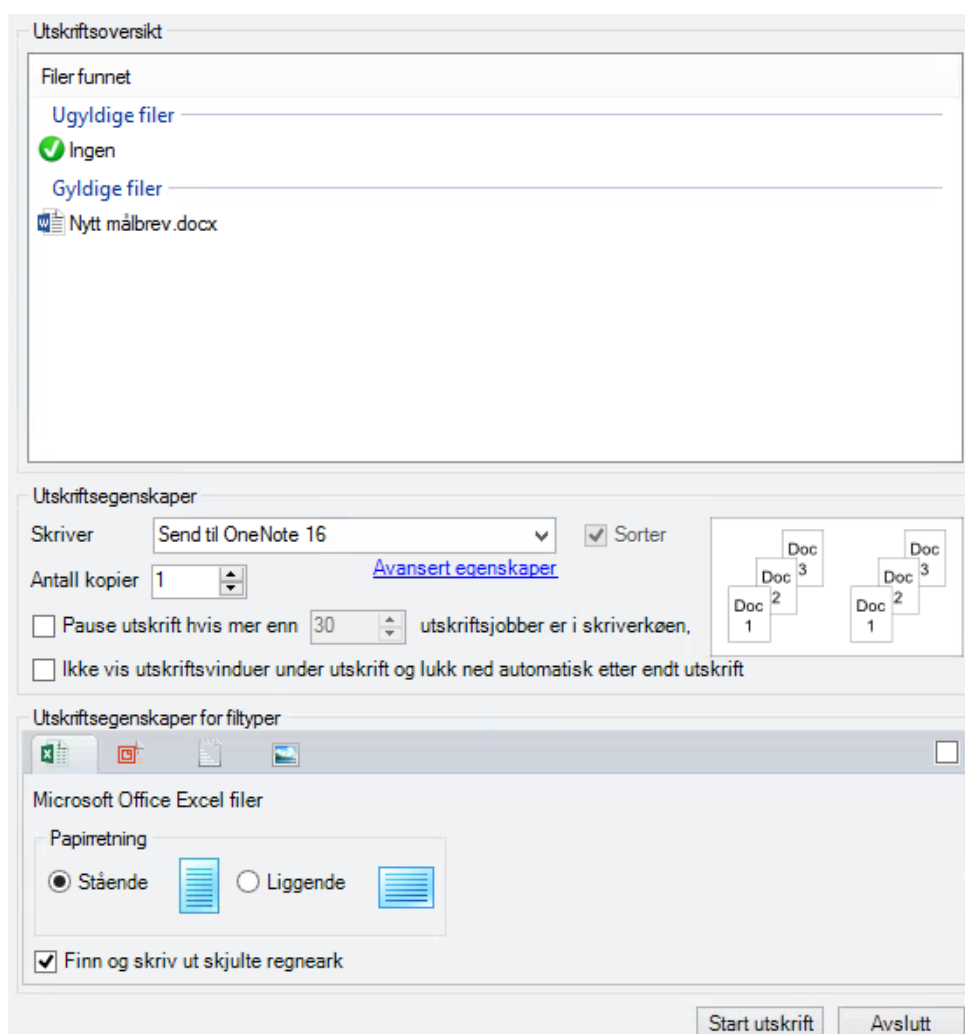 Utskriftsoversikt
Filer funnet
Ugyldige filer
Ingen
Gyldige filer
Nytt målbrev.docx
Utskriftsegenskaper
Skriver Send til OneNote 16 Sorter
Avansert egenskaper
Antall kopier 1
Pause utskrift hvis mer enn 30 utskriftsjobber er i skriverkøen,
Ikke vis utskriftsvinduer under utskrift og lukk ned automatisk etter endt utskrift
Doc 3 Doc 3
Doc 2 Doc 2
Doc 1 Doc 1
Utskriftsegenskaper for filtyper
Microsoft Office Excel filer
Papirretning
Stående Liggende
Finn og skriv ut skjulte regneark
Start utskrift Avslutt